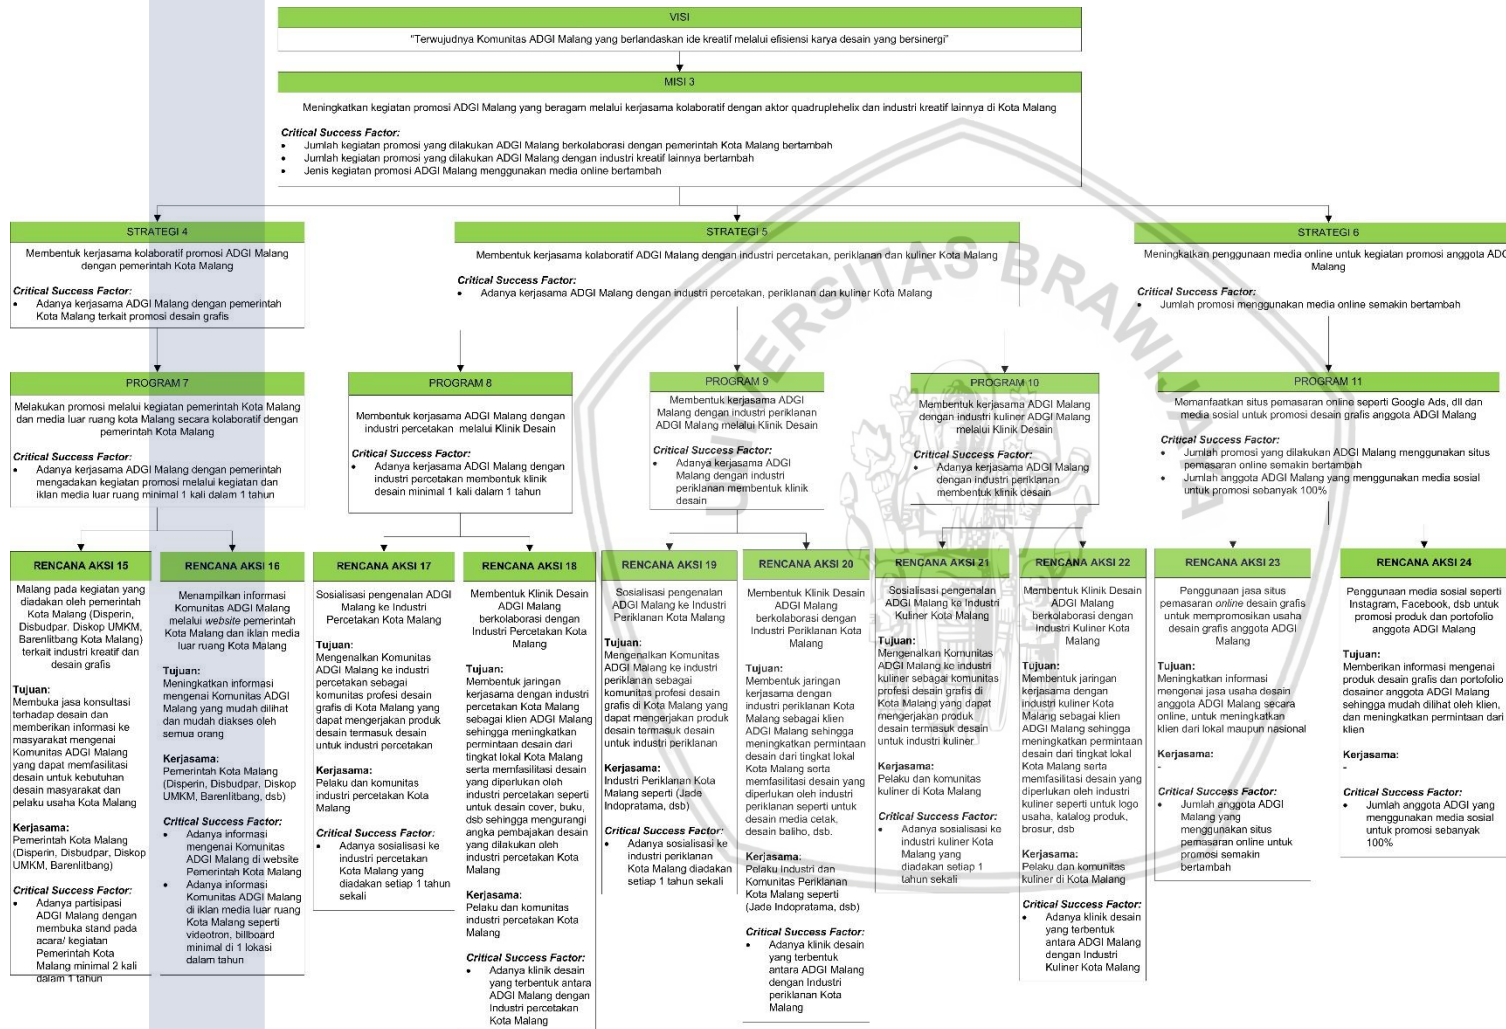 VISI
"Terwujudnya Komunitas ADGI Malang yang berlandaskan ide kreatif melalui efisiensi karya desain yang bersinergi"
MISI 3
Meningkatkan kegiatan promosi ADGI Malang yang beragam melalui kerjasama kolaboratif dengan aktor quadruplehelix dan industri kreatif lainnya di Kota Malang
Critical Success Factor:
• Jumlah kegiatan promosi yang dilakukan ADGI Malang berkolaborasi dengan pemerintah Kota Malang bertambah
• Jumlah kegiatan promosi yang dilakukan ADGI Malang dengan industri kreatif lainnya bertambah
• Jenis kegiatan promosi ADGI Malang menggunakan media online bertambah
STRATEGI 4
Membentuk kerjasama kolaboratif promosi ADGI Malang
dengan pemerintah Kota Malang
Critical Success Factor:
• Adanya kerjasama ADGI Malang dengan pemerintah
Kota Malang terkait promosi desain grafis
STRATEGI 5
Membentuk kerjasama kolaboratif ADGI Malang dengan industri percetakan, periklanan dan kuliner Kota Malang
Critical Success Factor:
• Adanya kerjasama ADGI Malang dengan industri percetakan, periklanan dan kuliner Kota Malang
STRATEGI 6
Meningkatkan penggunaan media online untuk kegiatan promosi anggota ADG
Malang
Critical Success Factor:
• Jumlah promosi menggunakan media online semakin bertambah
PROGRAM 7
Melakukan promosi melalui kegiatan pemerintah Kota Malang
dan media luar ruang kota Malang secara kolaboratif dengan
pemerintah Kota Malang
Critical Success Factor:
• Adanya kerjasama ADGI Malang dengan pemerintah
mengadakan kegiatan promosi melalui kegiatan dan
iklan media luar ruang minimal 1 kali dalam 1 tahun
PROGRAM 8
Membentuk kerjasama ADGI Malang dengan
industri percetakan melalui Klinik Desain
Critical Success Factor:
• Adanya kerjasama ADGI Malang dengan
industri percetakan membentuk klinik
desain minimal 1 kali dalam 1 tahun
PROGRAM 9
Membentuk kerjasama ADGI
Malang dengan industri periklanan
ADGI Malang melalui Klinik Desain
Critical Success Factor:
• Adanya kerjasama ADGI
Malang dengan industri
periklanan membentuk klinik
desain
PROGRAM 10
Membentuk kerjasama ADGI Malang
dengan industri kuliner ADGI Malang
melalui Klinik Desain
Critical Success Factor:
• Adanya kerjasama ADGI Malang
dengan industri periklanan
membentuk klinik desain
PROGRAM 11
Memanfaatkan situs pemasaran online seperti Google Ads, dll dan
media sosial untuk promosi desain grafis anggota ADGI Malang
Critical Success Factor:
• Jumlah promosi yang dilakukan ADGI Malang menggunakan situs
pemasaran online semakin bertambah
• Jumlah anggota ADGI Malang yang menggunakan media sosial
untuk promosi sebanyak 100%
RENCANA AKSI 15
Malang pada kegiatan yang
diadakan oleh pemerintah
Kota Malang (Disperin,
Disbudpar, Diskop UMKM,
Barenlitbang Kota Malang)
terkait industri kreatif dan
desain grafis
Tujuan:
Membuka jasa konsultasi
terhadap desain dan
memberikan informasi ke
masyarakat mengenai
Komunitas ADGI Malang
yang dapat memfasilitasi
desain untuk kebutuhan
desain masyarakat dan
pelaku usaha Kota Malang
Kerjasama:
Pemerintah Kota Malang
(Disperin, Disbudpar, Diskop
UMKM, Barenlitbang)
Critical Success Factor:
• Adanya partisipasi
ADGI Malang dengan
membuka stand pada
acara/ kegiatan
Pemerintah Kota
Malang minimal 2 kali
dalam 1 tahun
RENCANA AKSI 16
Menampilkan informasi
Komunitas ADGI Malang
melalui website pemerintah
Kota Malang dan iklan media
luar ruang Kota Malang
Tujuan:
Meningkatkan informasi
mengenai Komunitas ADGI
Malang yang mudah dilihat
dan mudah diakses oleh
semua orang
Kerjasama:
Pemerintah Kota Malang
(Disperin, Disbudpar, Diskop
UMKM, Barenlitbang, dsb)
Critical Success Factor:
• Adanya informasi
mengenai Komunitas
ADGI Malang di website
Pemerintah Kota Malang
• Adanya informasi
Komunitas ADGI Malang
di iklan media luar ruang
Kota Malang seperti
videotron, billboard
minimal di 1 lokasi
dalam tahun
RENCANA AKSI 17
Sosialisasi pengenalan ADGI
Malang ke Industri
Percetakan Kota Malang
Tujuan:
Mengenalkan Komunitas
ADGI Malang ke industri
percetakan sebagai
komunitas profesi desain
grafis di Kota Malang yang
dapat mengerjakan produk
desain termasuk desain
untuk industri percetakan
Kerjasama:
Pelaku dan komunitas
industri percetakan Kota
Malang
Critical Success Factor:
• Adanya sosialisasi ke
industri percetakan
Kota Malang yang
diadakan setiap 1 tahun
sekali
RENCANA AKSI 18
Membentuk Klinik Desain
ADGI Malang
berkolaborasi dengan
Industri Percetakan Kota
Malang
Tujuan:
Membentuk jaringan
kerjasama dengan industri
percetakan Kota Malang
sebagai klien ADGI Malang
sehingga meningkatkan
permintaan desain dari
tingkat lokal Kota Malang
serta memfasilitasi desain
yang diperlukan oleh
industri percetakan seperti
untuk desain cover, buku,
dsb sehingga mengurangi
angka pembajakan desain
yang dilakukan oleh
industri percetakan Kota
Malang
Kerjasama:
Pelaku dan komunitas
industri percetakan Kota
Malang
Critical Success Factor:
• Adanya klinik desain
yang terbentuk antara
ADGI Malang dengan
Industri percetakan
Kota Malang
RENCANA AKSI 19
Sosialisasi pengenalan
ADGI Malang ke Industri
Periklanan Kota Malang
Tujuan:
Mengenalkan Komunitas
ADGI Malang ke industri
periklanan sebagai
komunitas profesi desain
grafis di Kota Malang yang
dapat mengerjakan produk
desain termasuk desain
untuk industri periklanan
Kerjasama:
Industri Periklanan Kota
Malang seperti (Jade
Indopratama, dsb)
Critical Success Factor:
• Adanya sosialisasi ke
industri periklanan
Kota Malang diadakan
setiap 1 tahun sekali
RENCANA AKSI 20
Membentuk Klinik Desain
ADGI Malang
berkolaborasi dengan
Industri Periklanan Kota
Malang
Tujuan:
Membentuk jaringan
kerjasama dengan
industri periklanan Kota
Malang sebagai klien
ADGI Malang sehingga
meningkatkan permintaan
desain dari tingkat lokal
Kota Malang serta
memfasilitasi desain yang
diperlukan oleh industri
periklanan seperti untuk
desain media cetak,
desain baliho, dsb.
Kerjasama:
Pelaku Industri dan
Komunitas Periklanan
Kota Malang seperti
(Jade Indopratama, dsb)
Critical Success Factor:
• Adanya klinik desain
yang terbentuk
antara ADGI Malang
dengan Industri
periklanan Kota
Malang
RENCANA AKSI 21
Sosialisasi pengenalan
ADGI Malang ke Industri
Kuliner Kota Malang
Tujuan:
Mengenalkan Komunitas
ADGI Malang ke industri
kuliner sebagai komunitas
profesi desain grafis di
Kota Malang yang dapat
mengerjakan produk
desain termasuk desain
untuk industri kuliner
Kerjasama:
Pelaku dan komunitas
kuliner di Kota Malang
Critical Success Factor:
• Adanya sosialisasi ke
industri kuliner Kota
Malang yang
diadakan setiap 1
tahun sekali
RENCANA AKSI 22
Membentuk Klinik Desain
ADGI Malang
berkolaborasi dengan
Industri Kuliner Kota
Malang
Tujuan:
Membentuk jaringan
kerjasama dengan
industri kuliner Kota
Malang sebagai klien
ADGI Malang sehingga
meningkatkan permintaan
desain dari tingkat lokal
Kota Malang serta
memfasilitasi desain yang
diperlukan oleh industri
kuliner seperti untuk logo
usaha, katalog produk,
brosur, dsb
Kerjasama:
Pelaku dan komunitas
kuliner di Kota Malang
Critical Success Factor:
• Adanya klinik desain
yang terbentuk
antara ADGI Malang
dengan Industri
Kuliner Kota Malang
RENCANA AKSI 23
Penggunaan jasa situs
pemasaran online desain grafis
untuk mempromosikan usaha
desain grafis anggota ADGI
Malang
Tujuan:
Meningkatkan informasi
mengenai jasa usaha desain
anggota ADGI Malang secara
online, untuk meningkatkan
klien dari lokal maupun nasional
Kerjasama:
-
Critical Success Factor:
• Jumlah anggota ADGI
Malang yang
menggunakan situs
pemasaran online untuk
promosi semakin
bertambah
RENCANA AKSI 24
Penggunaan media sosial seperti
Instagram, Facebook, dsb untuk
promosi produk dan portofolio
anggota ADGI Malang
Tujuan:
Memberikan informasi mengenai
produk desain grafis dan portofolio
desainer anggota ADGI Malang
sehingga mudah dilihat oleh klien,
dan meningkatkan permintaan dari
klien
Kerjasama:
-
Critical Success Factor:
• Jumlah anggota ADGI yang
menggunakan media sosial
untuk promosi sebanyak
100%
UNIVERSITAS BRAWIJAYA